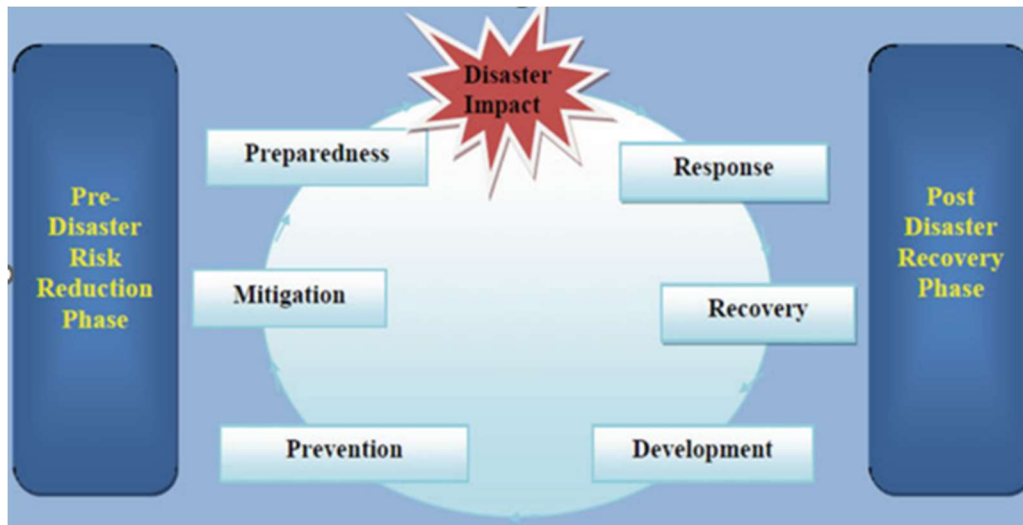 Disaster
Impact
Preparedness
Response
Pre-
Disaster
Risk
Reduction
Phase
Mitigation
Recovery
Post
Disaster
Recovery
Phase
Prevention
Development